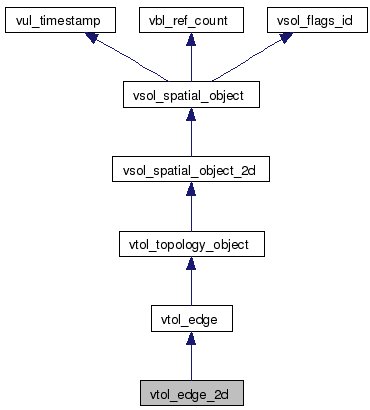 vul_timestamp
vbl_ref_count
vsol_flags_id
vsol_spatial_object
vsol_spatial_object_2d
vtol_topology_object
vtol_edge
vtol_edge_2d